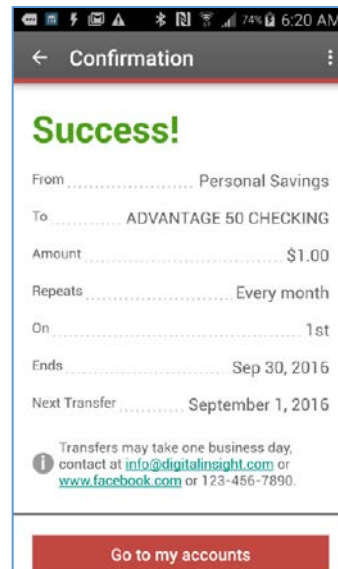 74% 6:20 AM
Confirmation
Success!
From Personal Savings
To ADVANTAGE 50 CHECKING
Amount $1.00
Repeats Every month
On 1st
Ends Sep 30, 2016
Next Transfer September 1, 2016
Transfers may take one business day,
contact at info@digitalinsight.com or
www.facebook.com or 123-456-7890.
Go to my accounts